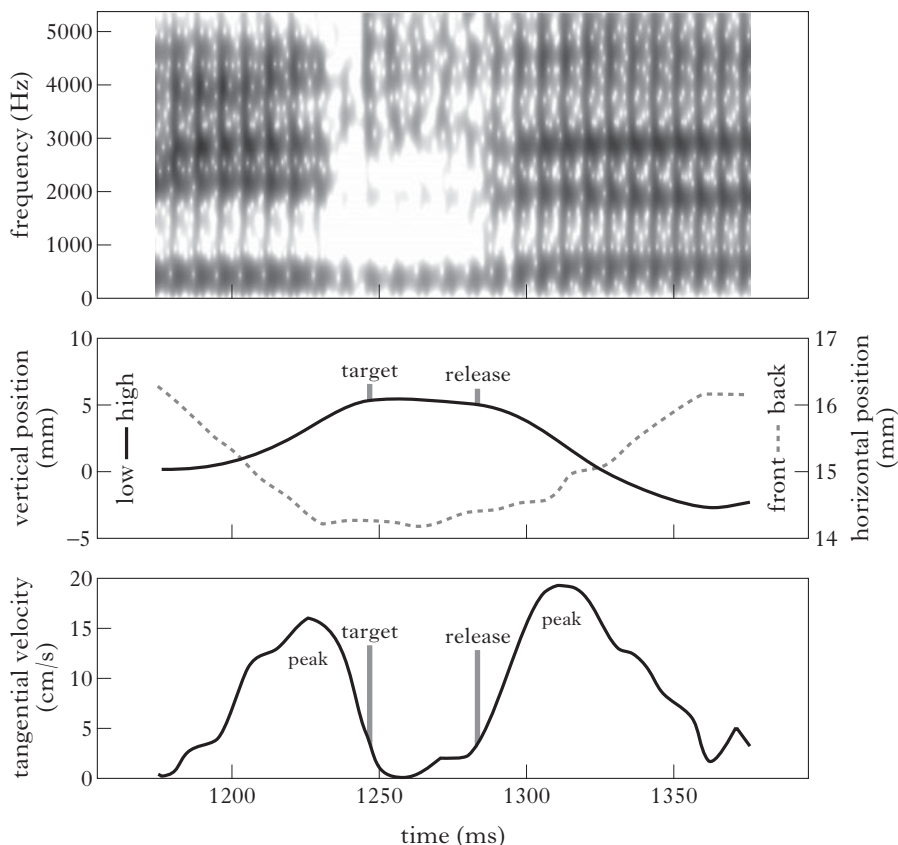 5000
4000
3000
2000
1000
0
frequency (Hz)
10
5
0
−5
vertical position
(mm)
low high
target
release
17
16
15
14
front back
horizontal position
(mm)
20
15
10
5
0
tangential velocity
(cm/s)
peak
target
release
peak
1200
1250
1300
1350
time (ms)